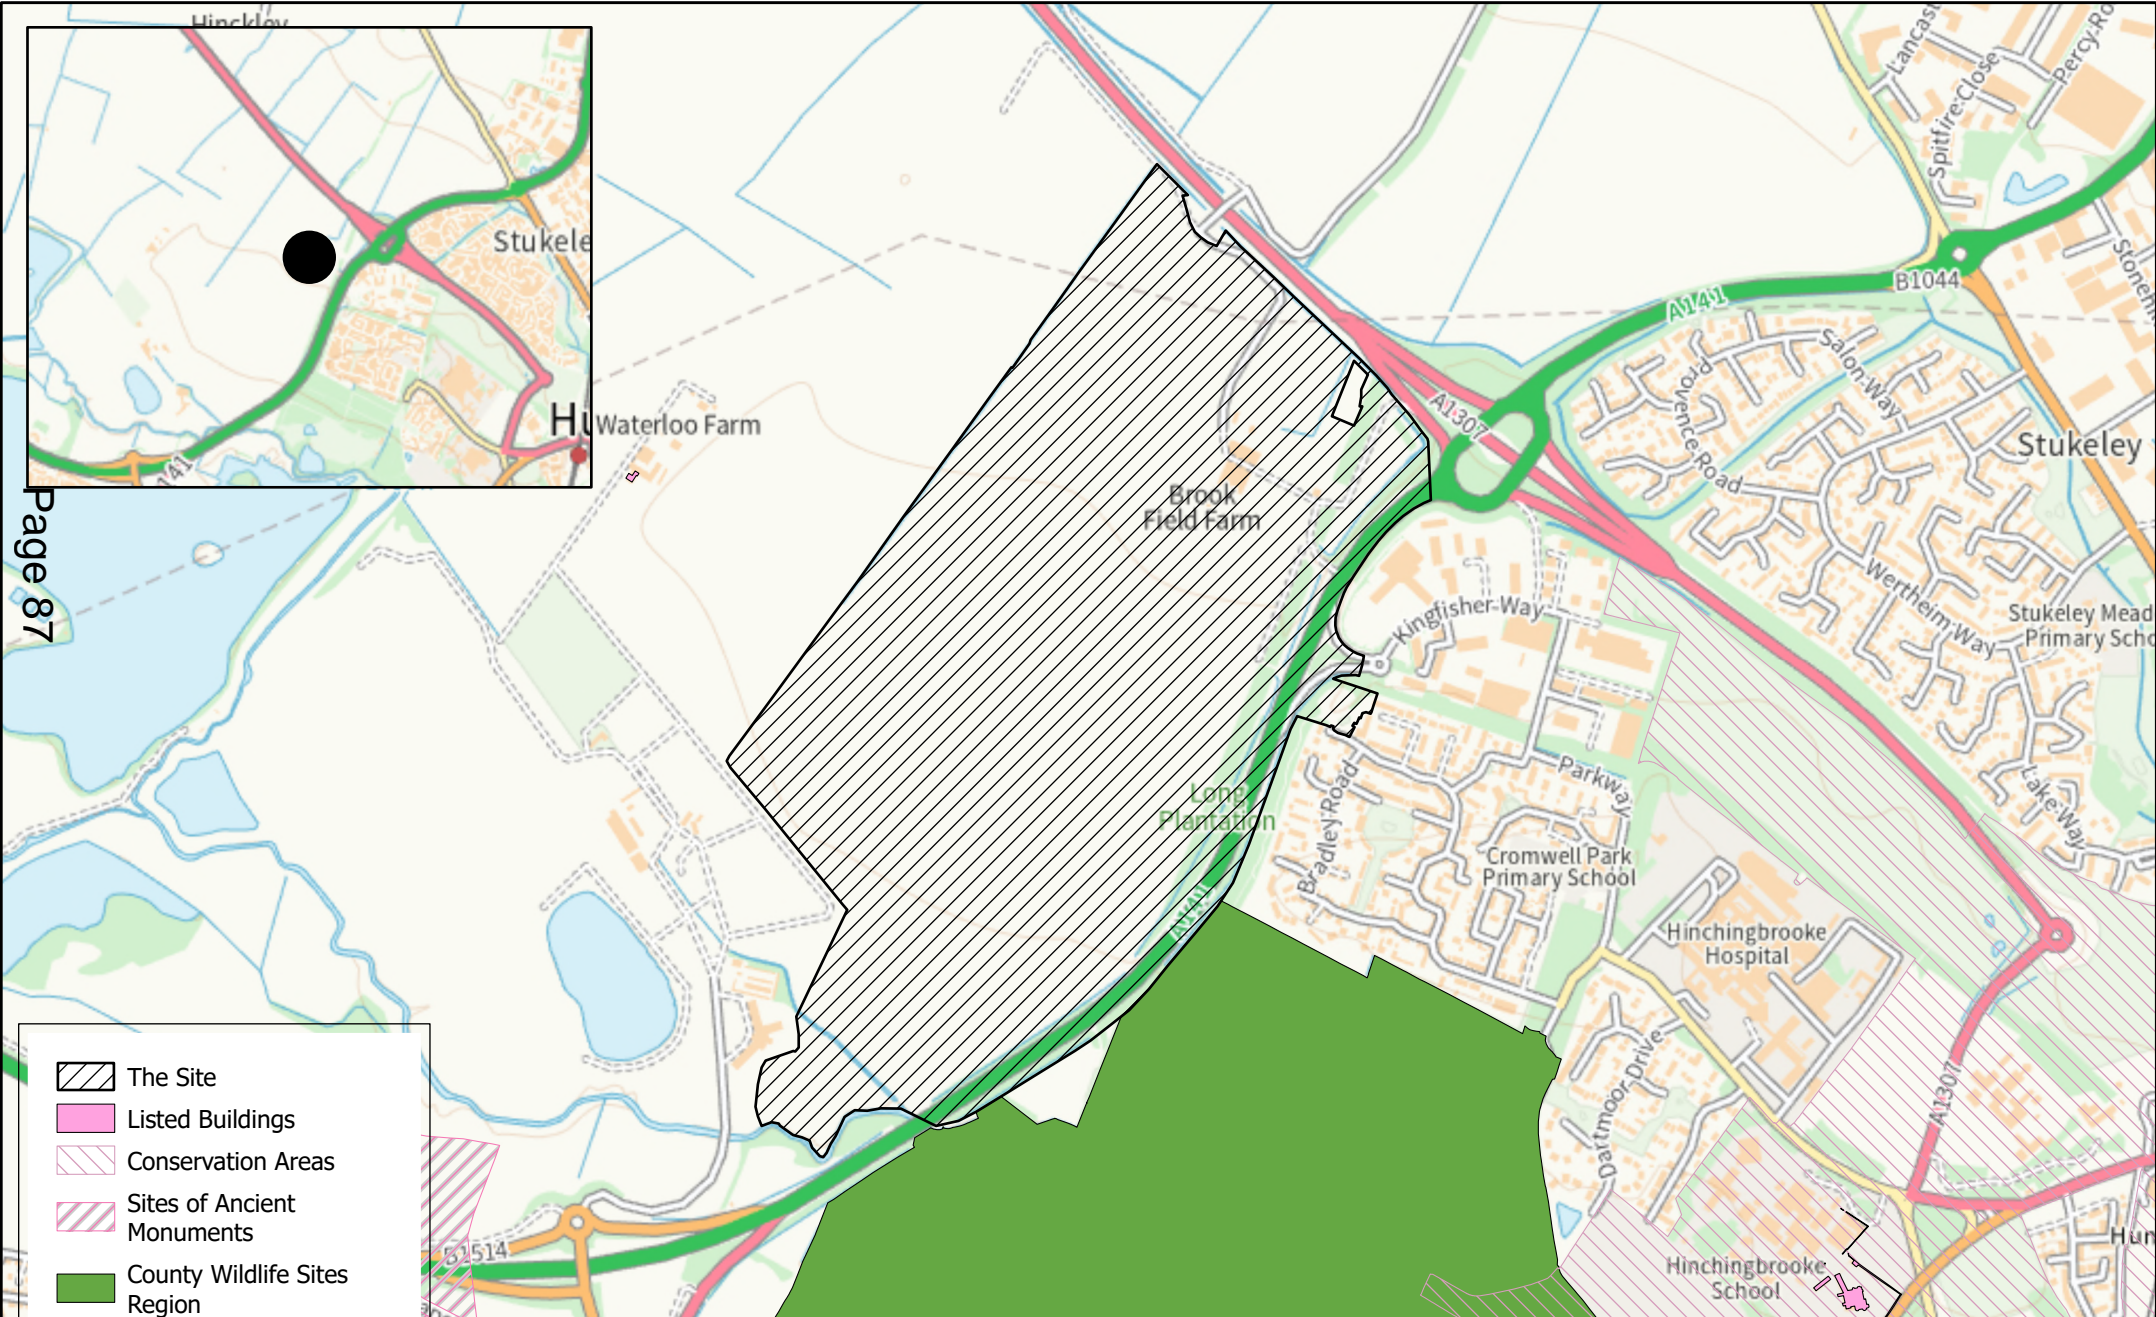 Hinckley
Stukele
Hu
141
Page 87
Waterloo Farm
Brook
Field Farm
Long
Plantation
A141
A1307
A141
B1044
Lancast
Spitfire Close
Percy Ro
Salon Way
Provence Road
Stukeley
Wertheim Way
Stukeley Mead
Primary Scho
Lake Way
Kingfisher Way
Parkway
Bradley Road
Cromwell Park
Primary School
Hinchingbrooke
Hospital
Dartmoor Drive
A1307
Hinchingbrooke
School
Hun
B1514
The Site
Listed Buildings
Conservation Areas
Sites of Ancient
Monuments
County Wildlife Sites
Region